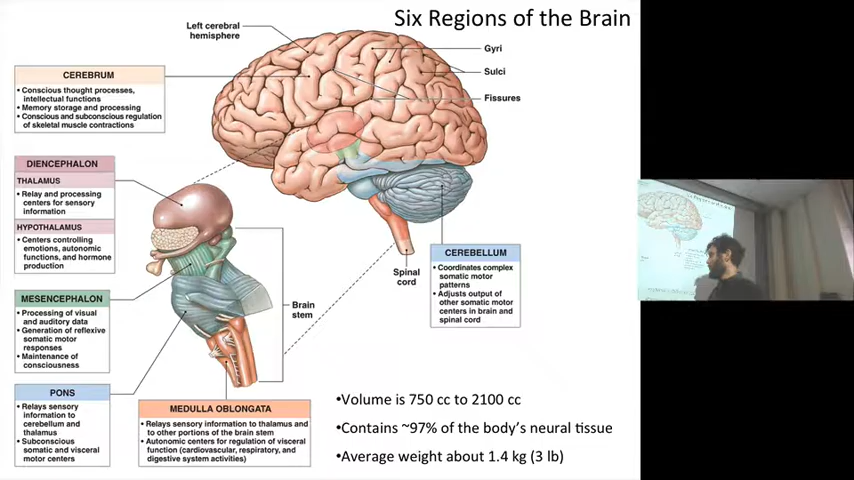 Six Regions of the Brain
Left cerebral
hemisphere
Gyri
Sulci
Fissures
CEREBRUM
• Conscious thought processes,
intellectual functions
• Memory storage and processing
• Conscious and subconscious regulation
of skeletal muscle contractions
DIENCEPHALON
THALAMUS
• Relay and processing
centers for sensory
information
HYPOTHALAMUS
• Centers controlling
emotions, autonomic
functions, and hormone
production
MESENCEPHALON
• Processing of visual
and auditory data
• Generation of reflexive
somatic motor
responses
• Maintenance of
consciousness
PONS
• Relays sensory
information to
cerebellum and
thalamus
• Subconscious
somatic and visceral
motor centers
Brain
stem
Spinal
cord
CEREBELLUM
• Coordinates complex
somatic motor
patterns
• Adjusts output of
other somatic motor
centers in brain and
spinal cord
MEDULLA OBLONGATA
• Relays sensory information to thalamus and
to other portions of the brain stem
• Autonomic centers for regulation of visceral
function (cardiovascular, respiratory, and
digestive system activities)
•Volume is 750 cc to 2100 cc
•Contains ~97% of the body's neural tissue
•Average weight about 1.4 kg (3 lb)